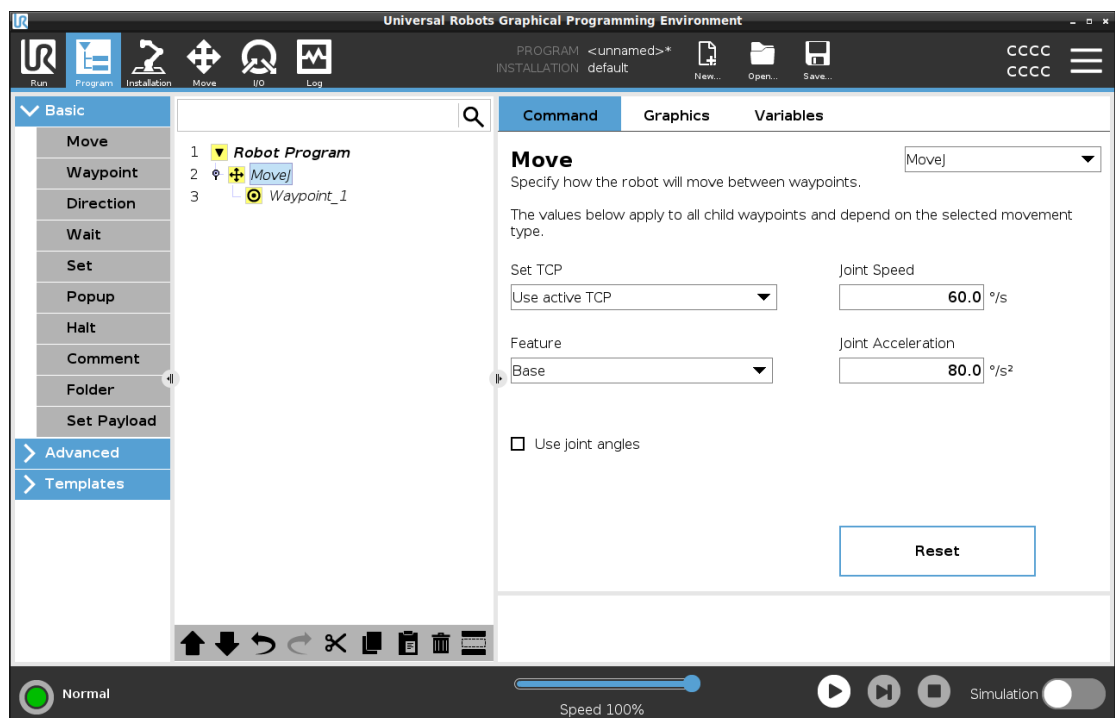 Universal Robots Graphical Programming Environment
Run Program Installation Move I/O Log
PROGRAM <unnamed>*
INSTALLATION default
New... Open... Save...
CCCC
CCCC
Basic
Move
Waypoint
Direction
Wait
Set
Popup
Halt
Comment
Folder
Set Payload
Advanced
Templates
1 Robot Program
2 MoveJ
3 Waypoint_1
Command Graphics Variables
Move MoveJ
Specify how the robot will move between waypoints.
The values below apply to all child waypoints and depend on the selected movement
type.
Set TCP Joint Speed
Use active TCP 60.0 °/s
Feature Joint Acceleration
Base 80.0 °/s²
Use joint angles
Reset
Normal
Speed 100%
Simulation